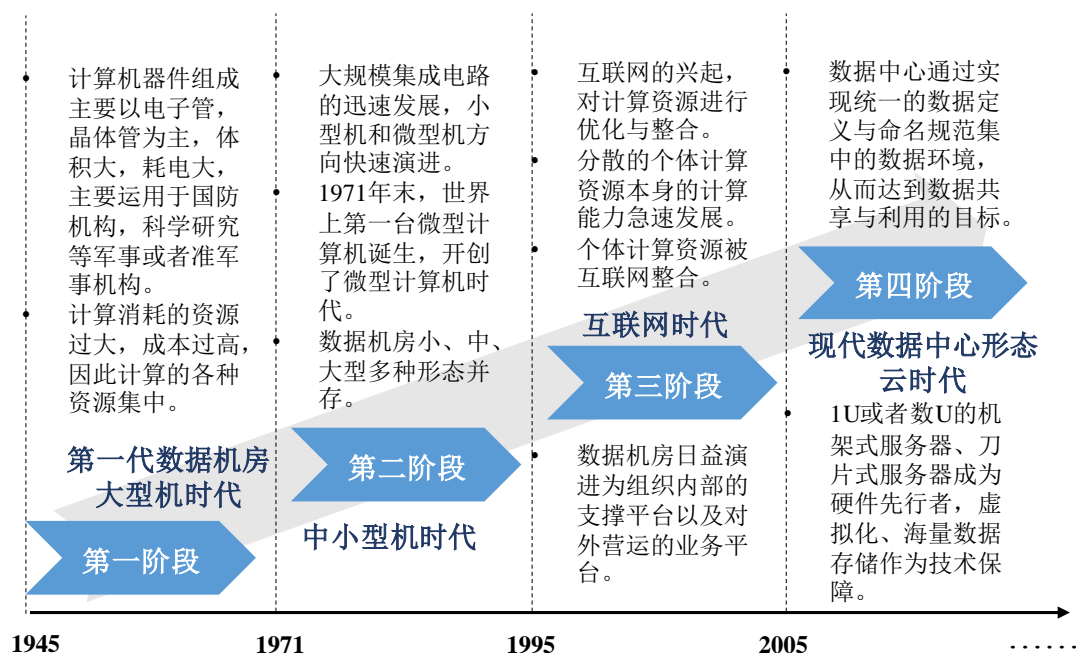 计算机器件组成
主要以电子管，
晶体管为主，体
积大，耗电大，
主要运用于国防
机构，科学研究
等军事或者准军
事机构。
计算消耗的资源
过大，成本过高，
因此计算的各种
资源集中。
第一代数据机房
大型机时代
第一阶段
大规模集成电路
的迅速发展，小
型机和微型机方
向快速演进。
1971年末，世界
上第一台微型计
算机诞生，开创
了微型计算机时
代。
数据机房小、中、
大型多种形态并
存。
第二阶段
中小型机时代
互联网的兴起，
对计算资源进行
优化与整合。
分散的个体计算
资源本身的计算
能力急速发展。
个体计算资源被
互联网整合。
互联网时代
第三阶段
数据机房日益演
进为组织内部的
支撑平台以及对
外营运的业务平
台。
数据中心通过实
现统一的数据定
义与命名规范集
中的数据环境，
从而达到数据共
享与利用的目标。
第四阶段
现代数据中心形态
云时代
1U或者数U的机
架式服务器、刀
片式服务器成为
硬件先行者，虚
拟化、海量数据
存储作为技术保
障。
1945
1971
1995
2005
······